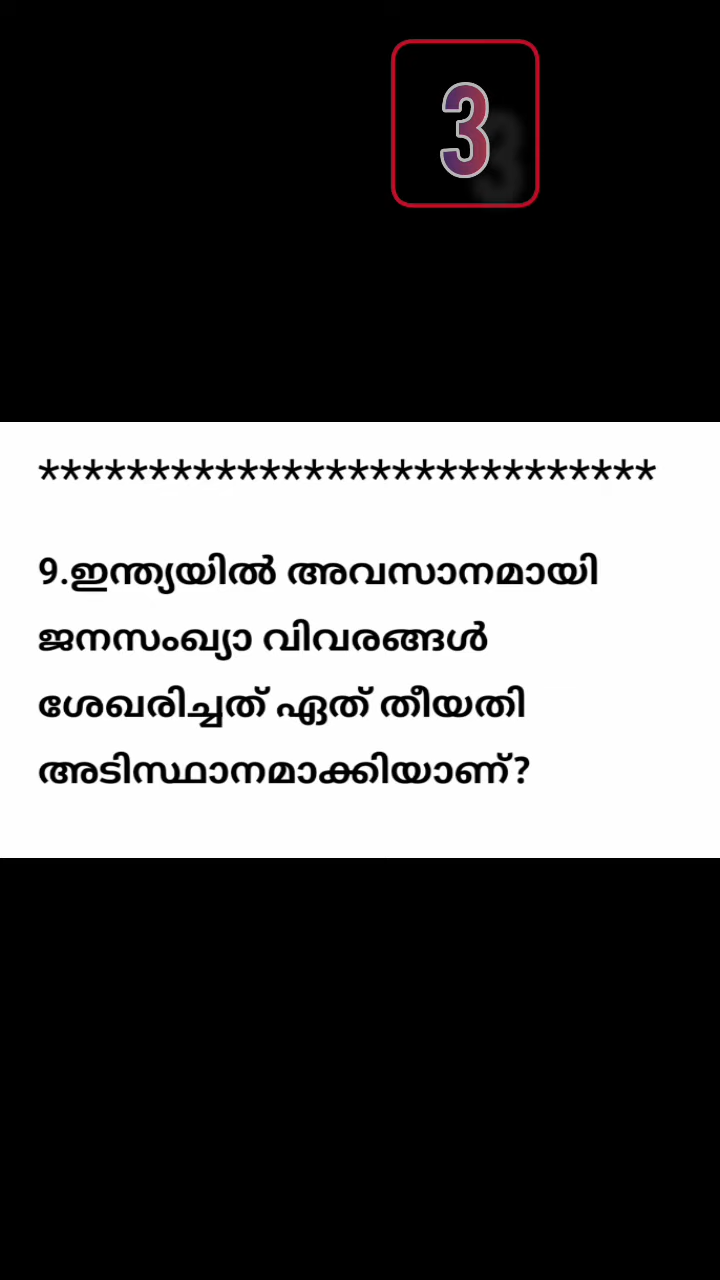 3
******************************
9.ഇന്ത്യയിൽ അവസാനമായി
ജനസംഖ്യാ വിവരങ്ങൾ
ശേഖരിച്ചത് ഏത് തീയതി
അടിസ്ഥാനമാക്കിയാണ്?